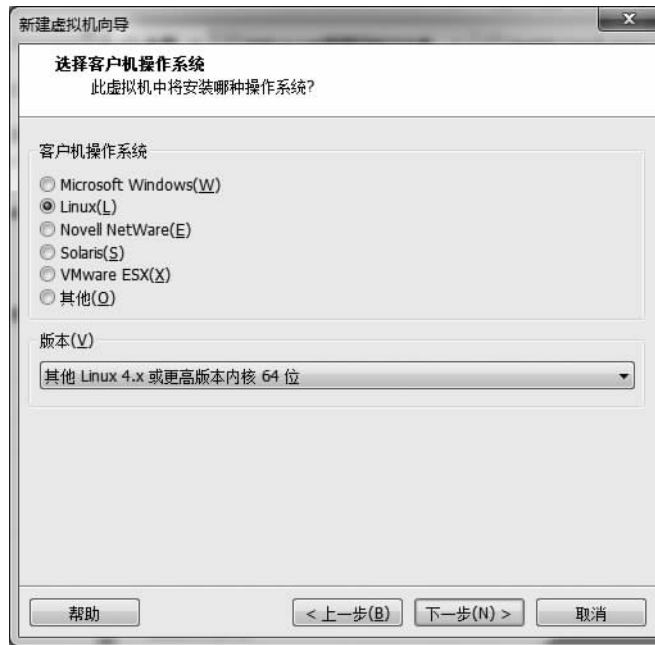 新建虚拟机向导
x
选择客户机操作系统
此虚拟机中将安装哪种操作系统?
客户机操作系统
Microsoft Windows(W)
Linux(L)
Novell NetWare(E)
Solaris(S)
VMware ESX(X)
其他(O)
版本(V)
其他 Linux 4.x 或更高版本内核 64 位
帮助
< 上一步(B)
下一步(N) >
取消